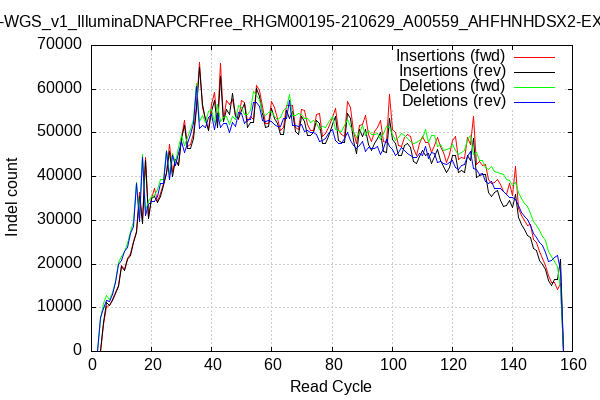 -WGS_v1_IlluminaDNAPCRFree_RHGM00195-210629_A00559_AHFHNHDSX2-EX
Insertions (fwd)
Insertions (rev)
Deletions (fwd)
Deletions (rev)
70000
60000
50000
40000
30000
20000
10000
0
Indel count
0 20 40 60 80 100 120 140 160
Read Cycle